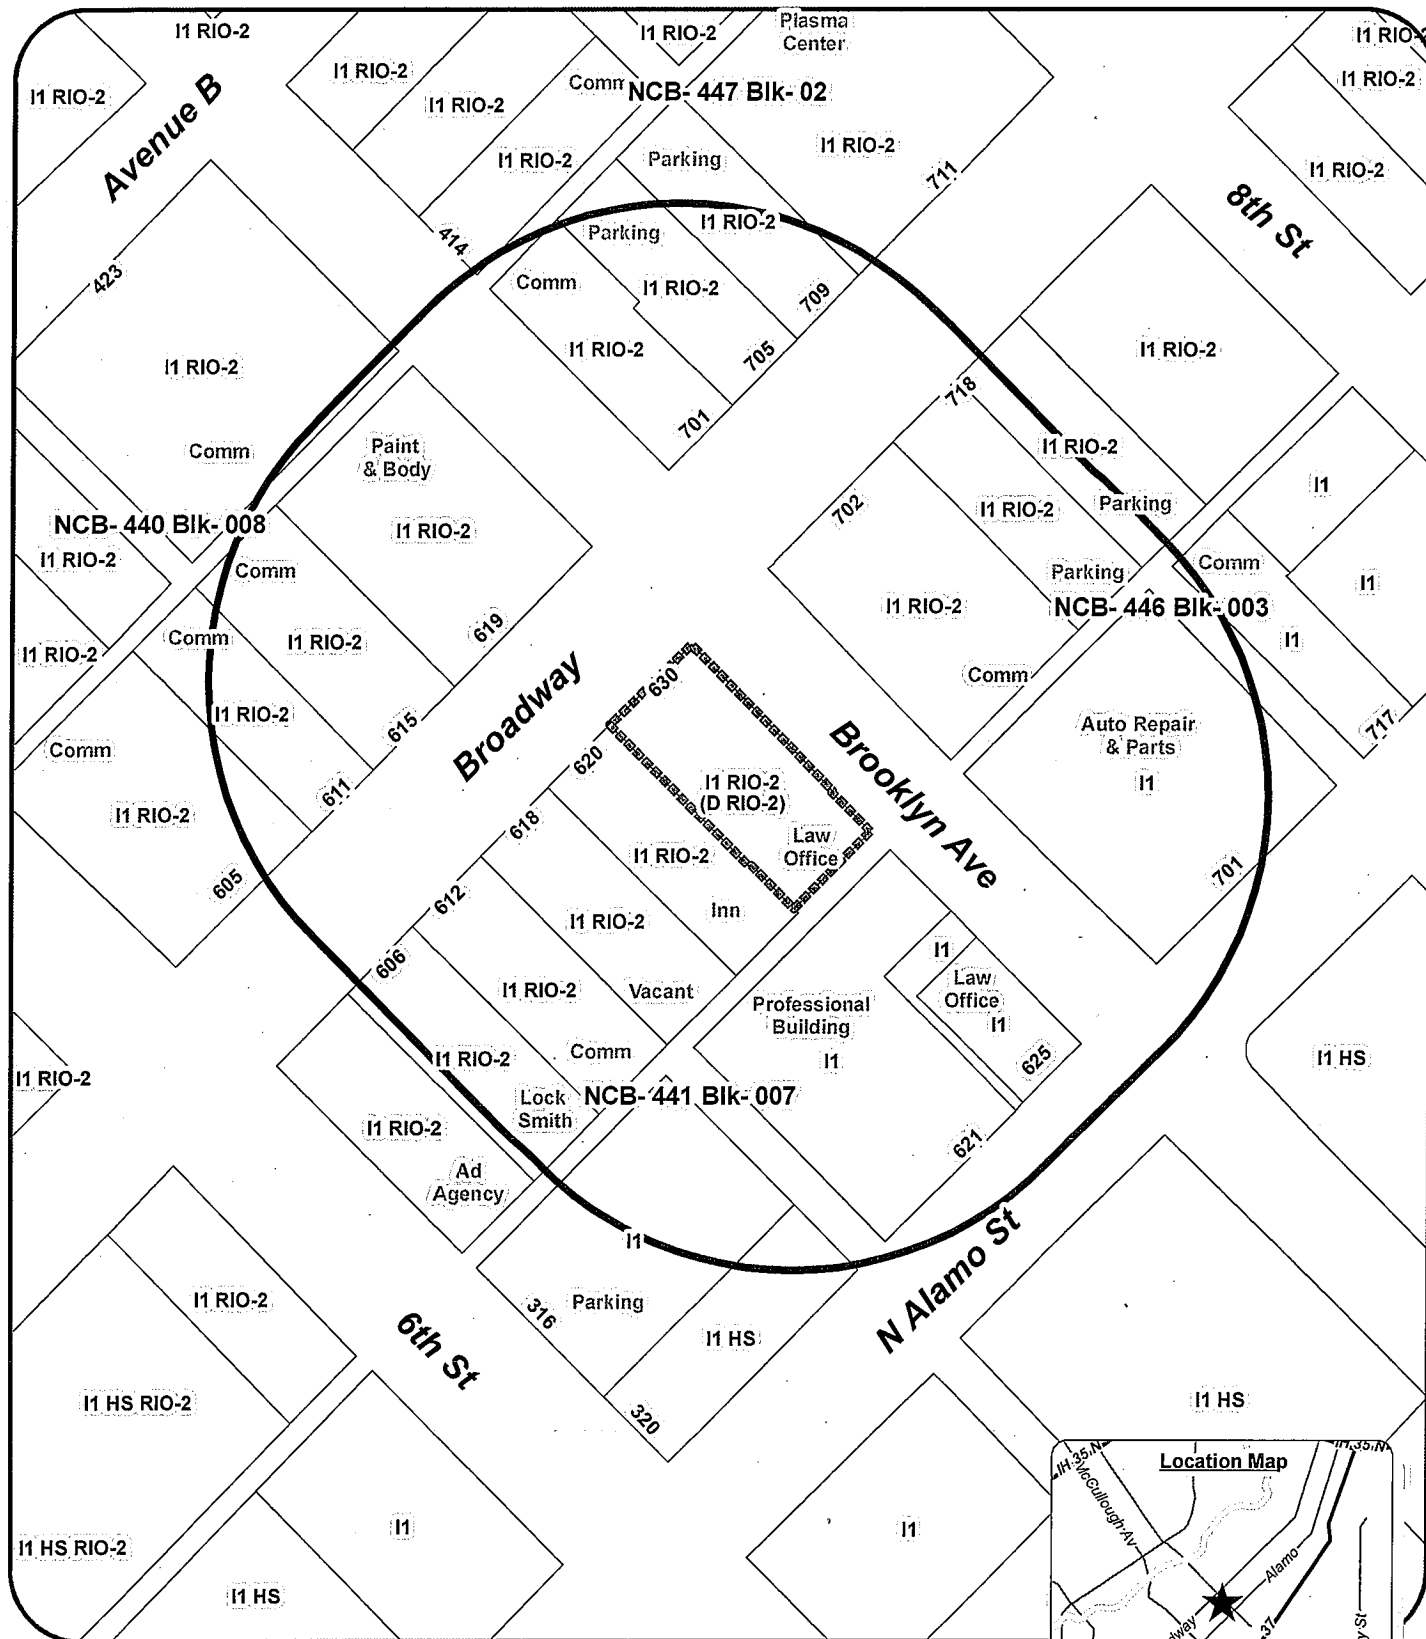 I1 RIO-2
I1 RIO-2
Plasma
Center
I1 RIO-2
I1 RIO-2
I1 RIO-2
I1 RIO-2
I1 RIO-2
Comm
NCB- 447 Blk- 02
Avenue B
I1 RIO-2
I1 RIO-2
Parking
I1 RIO-2
711
I1 RIO-2
8th St
414
Parking
I1 RIO-2
423
Comm
I1 RIO-2
709
I1 RIO-2
I1 RIO-2
705
I1 RIO-2
718
701
Comm
Paint
& Body
I1 RIO-2
I1
702
I1 RIO-2
Parking
NCB- 440 Blk- 008
I1 RIO-2
I1 RIO-2
Comm
Parking
Comm
I1
I1 RIO-2
NCB- 446 Blk- 003
Comm
619
I1 RIO-2
I1
I1 RIO-2
Comm
630
I1 RIO-2
615
Broadway
Brooklyn Ave
Auto Repair
& Parts
I1
717
Comm
620
I1 RIO-2
(D RIO-2)
611
I1 RIO-2
618
Law
Office
I1 RIO-2
605
612
701
Inn
I1 RIO-2
606
I1
I1 RIO-2
Vacant
Law
Office
I1
Professional
Building
I1
I1 RIO-2
Comm
625
I1 HS
I1 RIO-2
Lock
Smith
NCB- 441 Blk- 007
I1 RIO-2
621
Ad
Agency
I1
N Alamo St
I1 RIO-2
Parking
316
6th St
I1 HS
I1 HS RIO-2
320
I1 HS
I1
I1
I1 HS RIO-2
I1 HS
Location Map
IH 35 N
IH 35 N
McCullough Av
Alamo
dway
37
y St